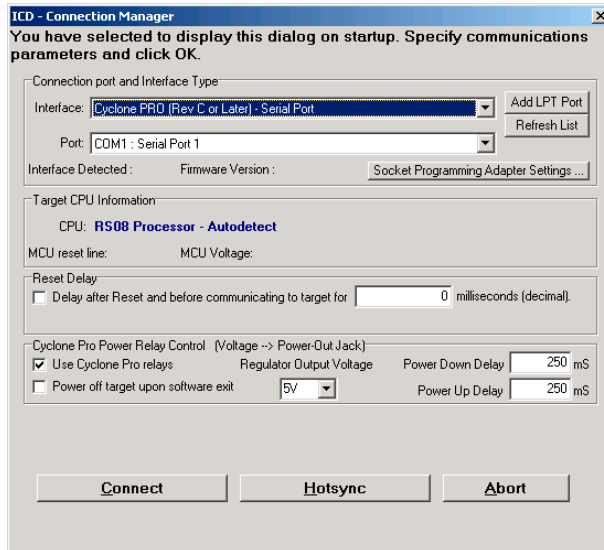 ICD - Connection Manager
You have selected to display this dialog on startup. Specify communications
parameters and click OK.
Connection port and Interface Type
Interface: Cyclone PRO (Rev C or Later) - Serial Port
Add LPT Port
Refresh List
Port: COM1 : Serial Port 1
Interface Detected : Firmware Version : Socket Programming Adapter Settings ...
Target CPU Information
CPU: RS08 Processor - Autodetect
MCU reset line: MCU Voltage:
Reset Delay
Delay after Reset and before communicating to target for 0 milliseconds (decimal).
Cyclone Pro Power Relay Control (Voltage --> Power-Out Jack)
Use Cyclone Pro relays Regulator Output Voltage Power Down Delay 250 mS
Power off target upon software exit 5V Power Up Delay 250 mS
Connect Hotsync Abort